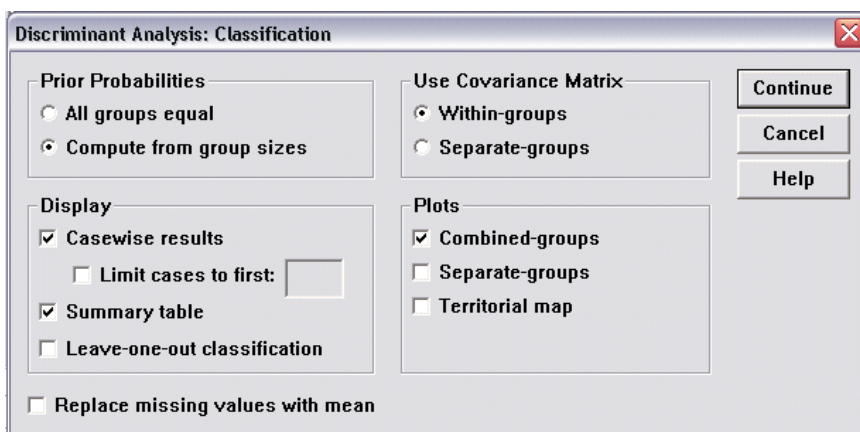 Discriminant Analysis: Classification
Prior Probabilities
All groups equal
Compute from group sizes
Use Covariance Matrix
Within-groups
Separate-groups
Continue
Cancel
Help
Display
Casewise results
Limit cases to first:
Summary table
Leave-one-out classification
Plots
Combined-groups
Separate-groups
Territorial map
Replace missing values with mean